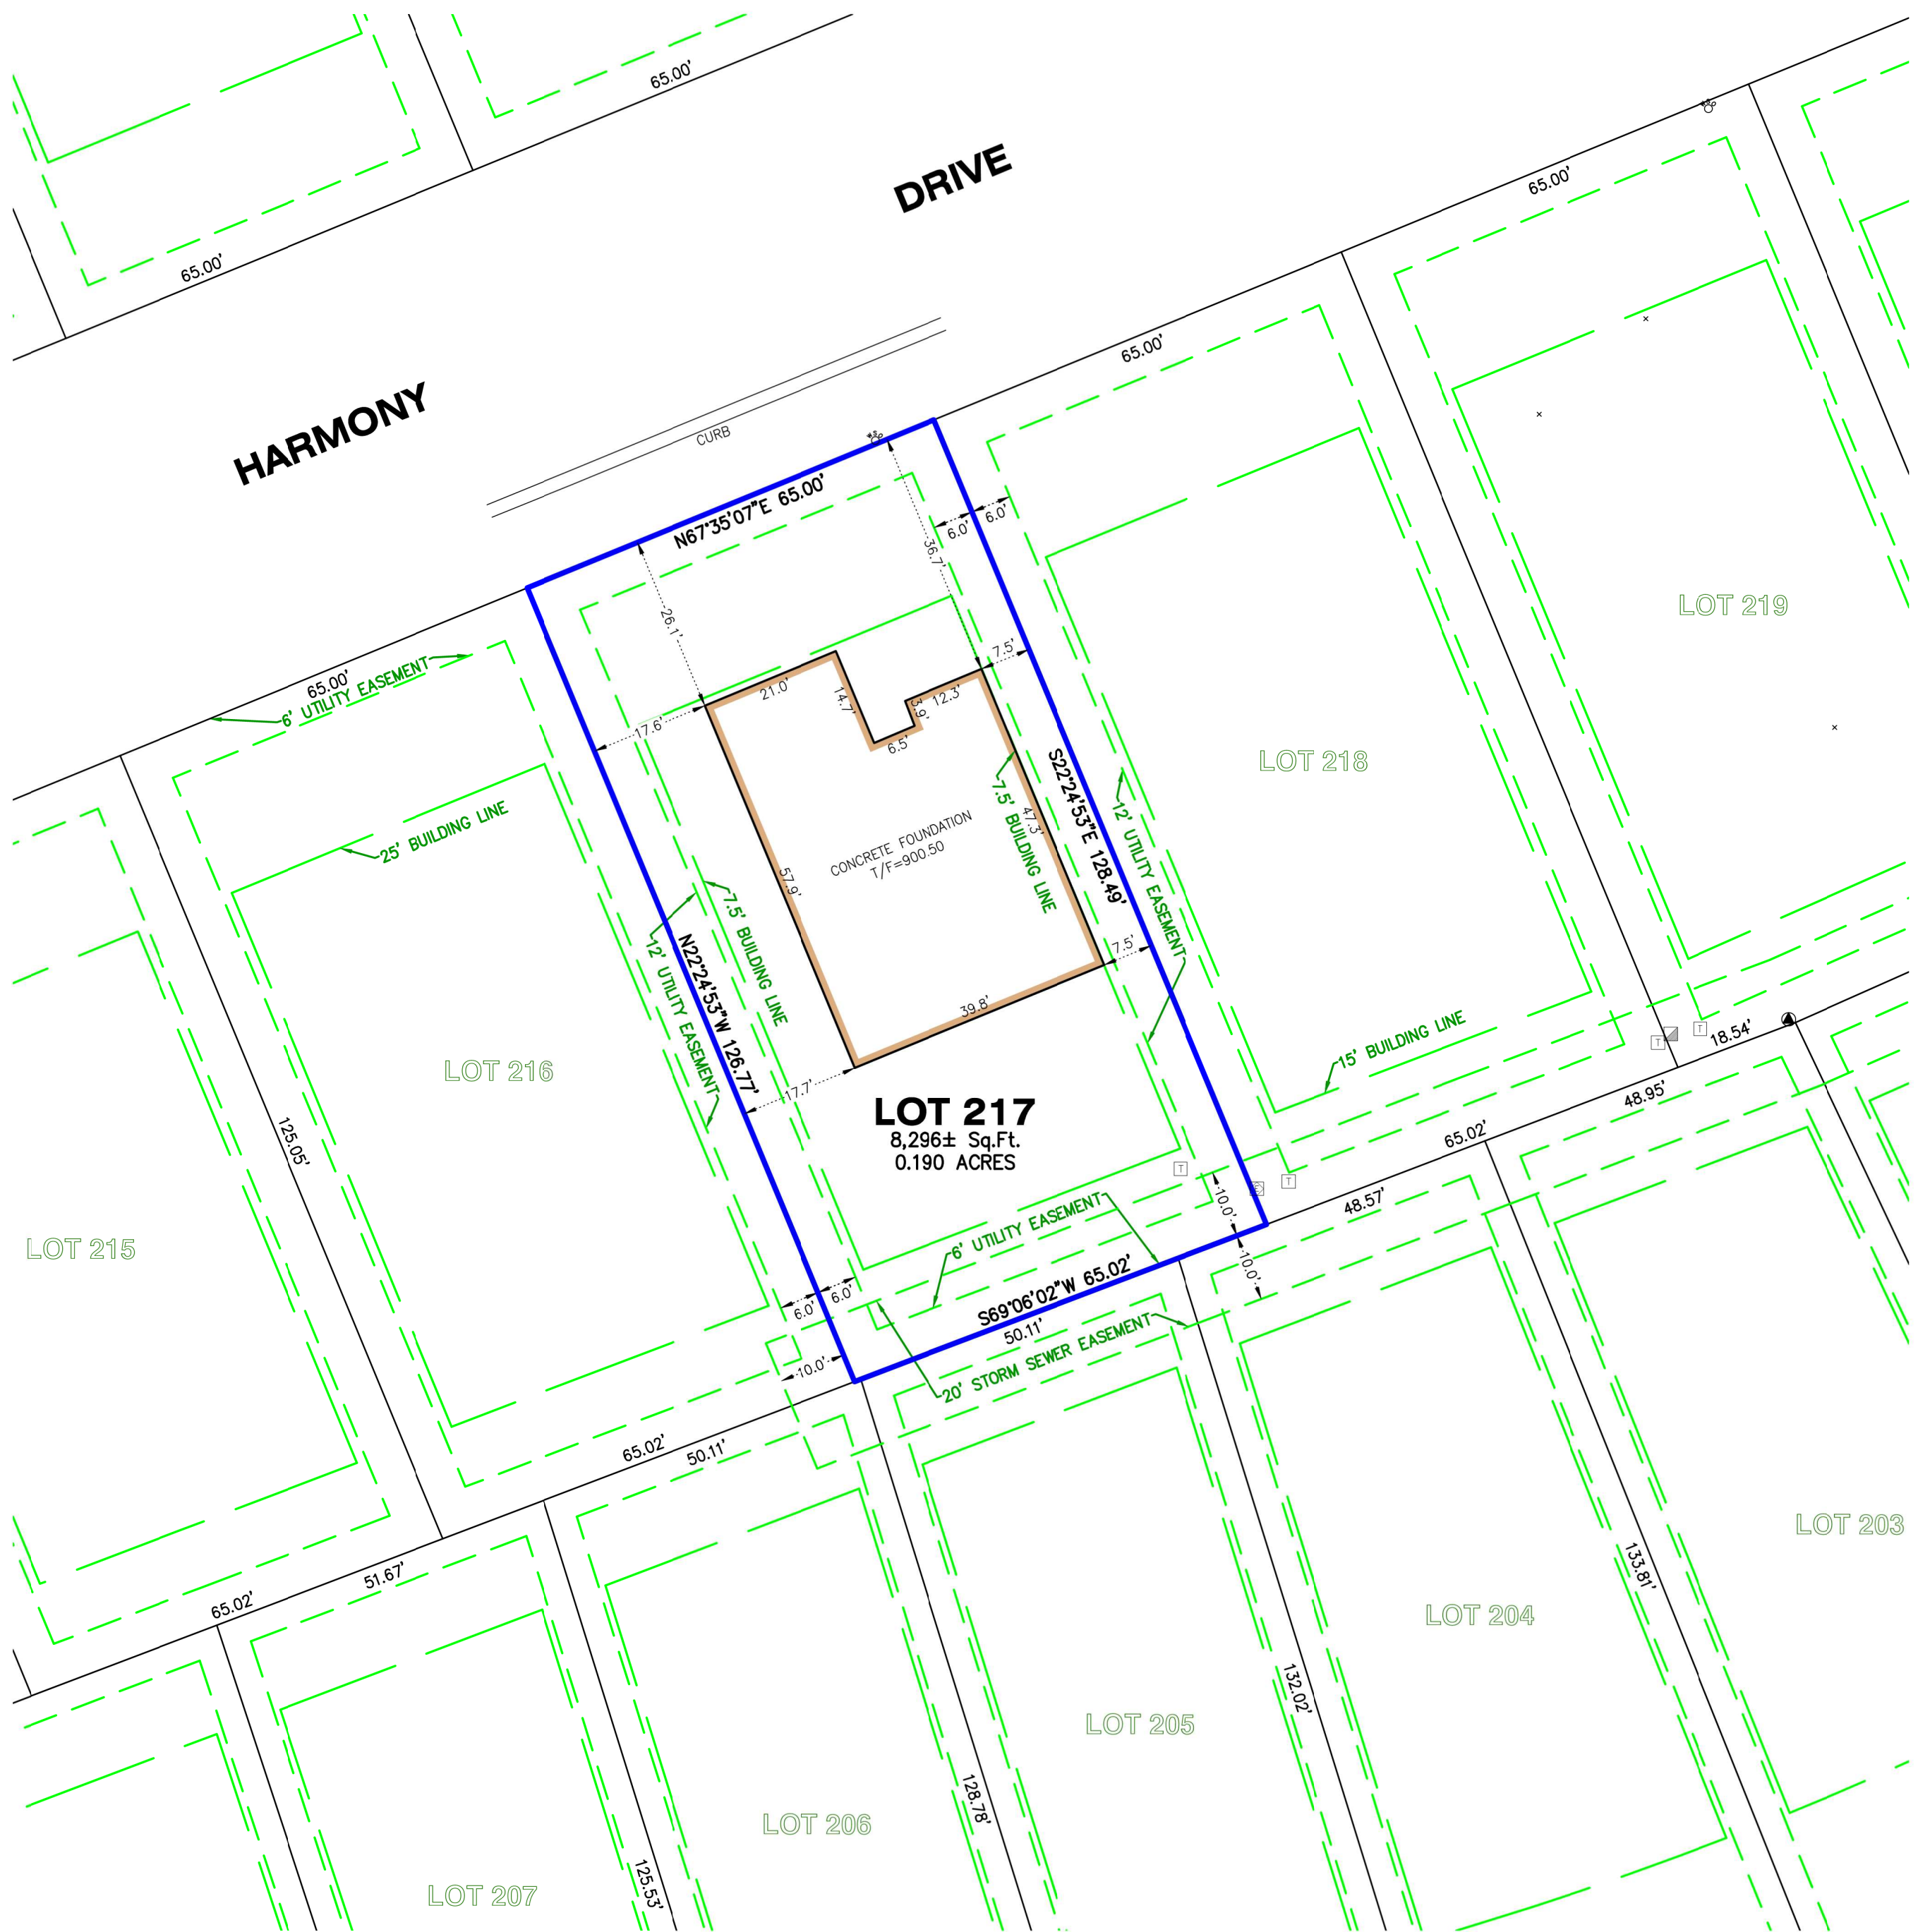 65.00'
DRIVE
65.00'
65.00'
65.00'
HARMONY
CURB
N67°35'07"E 65.00'
6.0'
6.0'
36.7'
26.1'
7.5'
LOT 219
65.00'
6' UTILITY EASEMENT
21.0'
14.7'
3.9'
12.3'
17.6'
6.5'
LOT 218
25' BUILDING LINE
S22°24'53"E 128.49'
12' UTILITY EASEMENT
7.5' BUILDING LINE
47.3'
CONCRETE FOUNDATION
T/F=900.50
57.9'
7.5' BUILDING LINE
12' UTILITY EASEMENT
N22°24'53"W 126.77'
7.5'
39.8'
15' BUILDING LINE
T
T
18.54'
LOT 216
17.7'
LOT 217
8,296± Sq.Ft.
0.190 ACRES
48.95'
65.02'
125.05'
T
T
10.0'
48.57'
LOT 215
6' UTILITY EASEMENT
10.0'
6.0'
6.0'
S69°06'02"W 65.02'
50.11'
20' STORM SEWER EASEMENT
10.0'
65.02'
50.11'
LOT 203
51.67'
65.02'
133.81'
LOT 204
132.02'
LOT 205
128.78'
LOT 206
125.53'
LOT 207